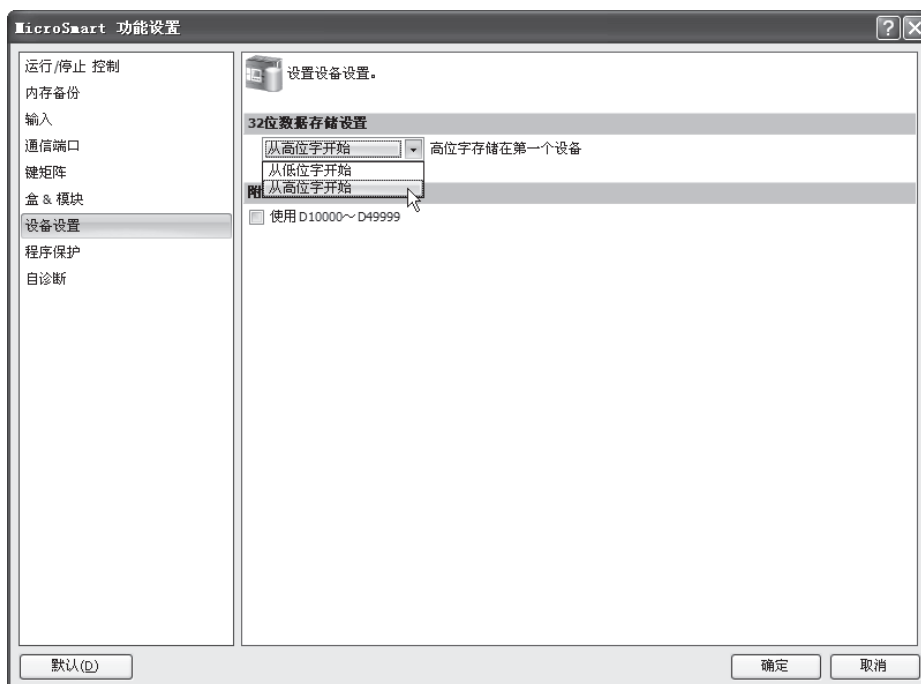 MicroSmart 功能设置
运行/停止 控制
内存备份
输入
通信端口
键矩阵
盒 & 模块
设备设置
程序保护
自诊断
设置设备设置。
32位数据存储设置
从高位字开始 高位字存储在第一个设备
从低位字开始
从高位字开始
附
使用 D10000～D49999
默认(D) 确定 取消